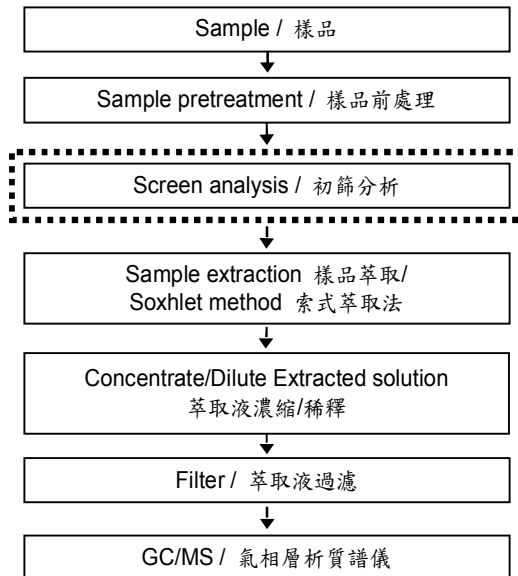 Sample / 樣品
Sample pretreatment / 樣品前處理
Screen analysis / 初篩分析
Sample extraction 樣品萃取/
Soxhlet method 索式萃取法
Concentrate/Dilute Extracted solution
萃取液濃縮/稀釋
Filter / 萃取液過濾
GC/MS / 氣相層析質譜儀